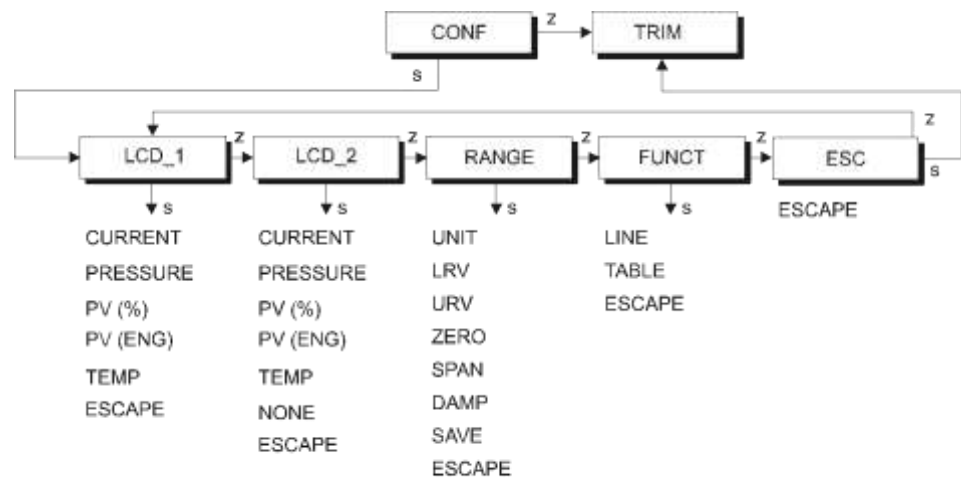 CONF z TRIM
s
z
LCD_1 z LCD_2 z RANGE z FUNCT z ESC
s s s s s
CURRENT CURRENT UNIT LINE ESCAPE
PRESSURE PRESSURE LRV TABLE
PV (%) PV (%) URV ESCAPE
PV (ENG) PV (ENG) ZERO
TEMP TEMP SPAN
ESCAPE NONE DAMP
ESCAPE SAVE
ESCAPE